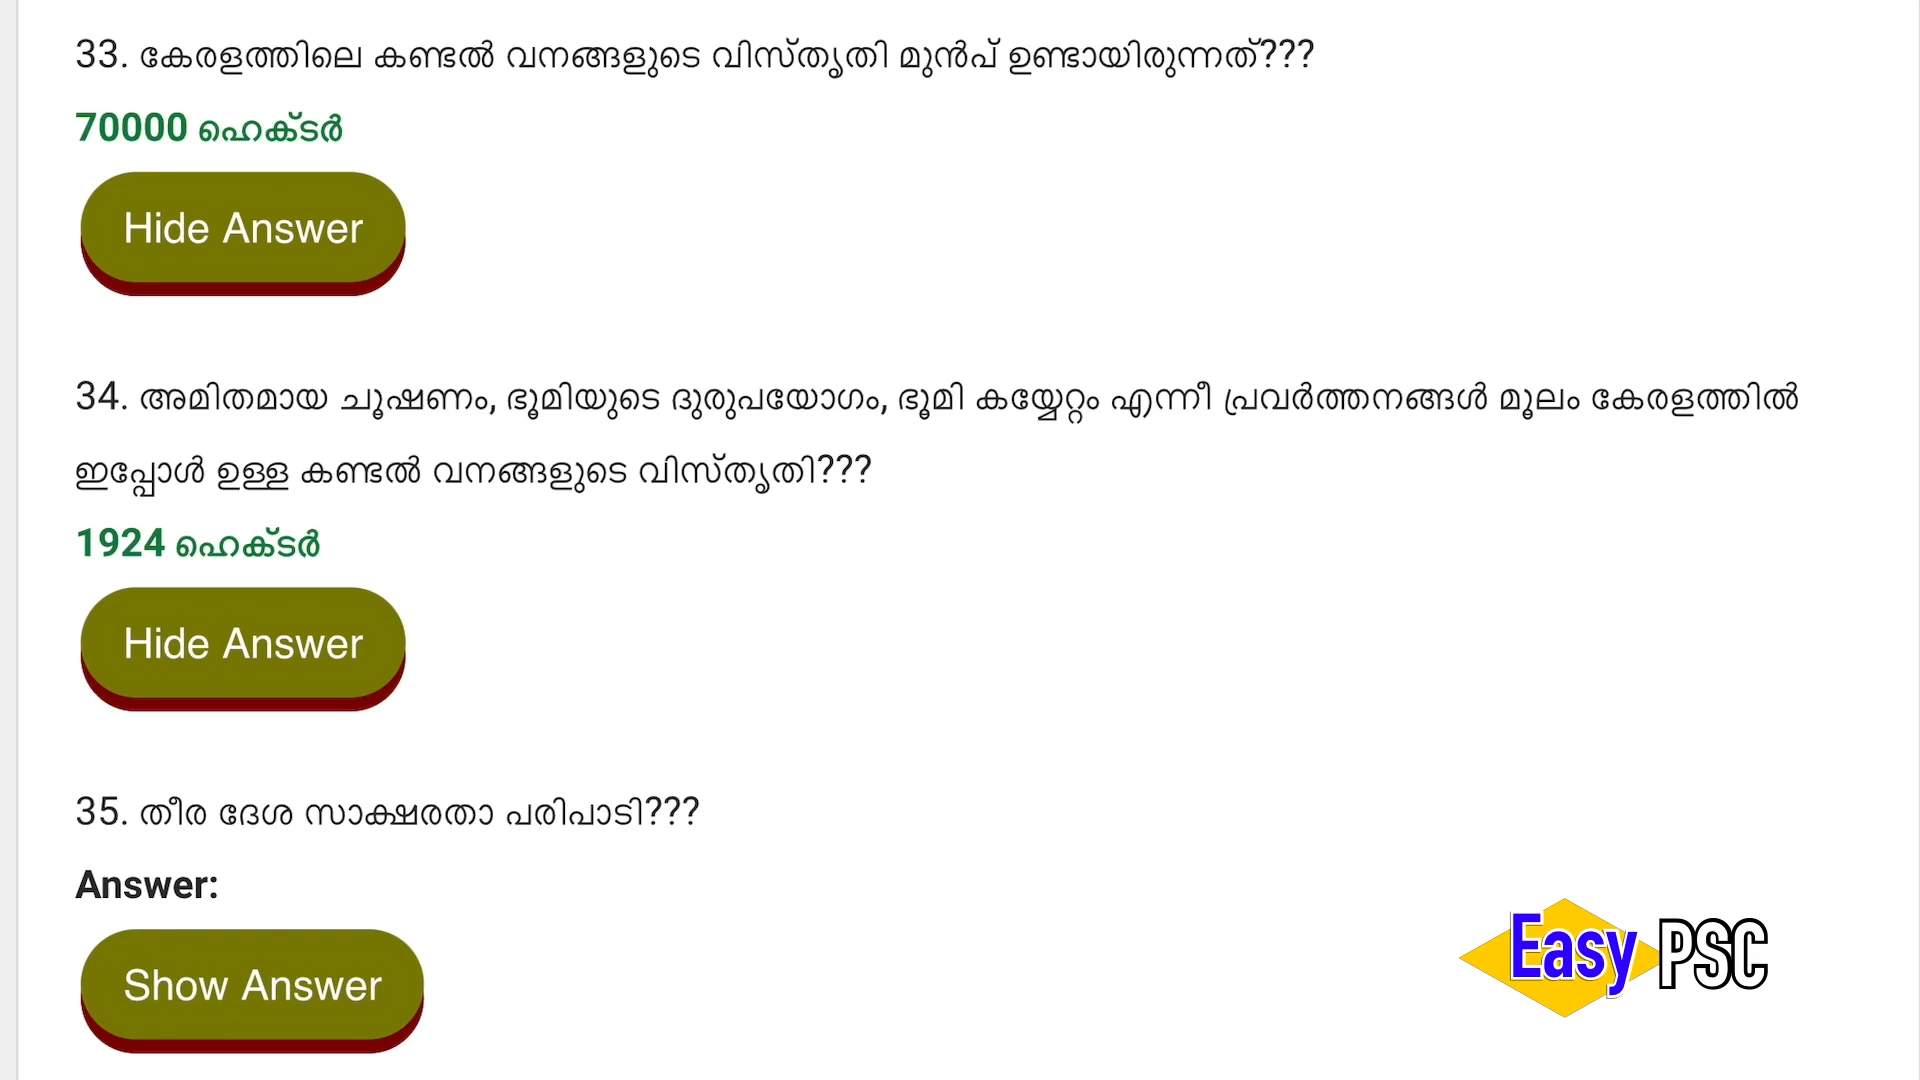 33. കേരളത്തിലെ കണ്ടൽ വനങ്ങളുടെ വിസ്തൃതി മുൻപ് ഉണ്ടായിരുന്നത്???
70000 ഹെക്ടർ
Hide Answer
34. അമിതമായ ചൂഷണം, ഭൂമിയുടെ ദുരുപയോഗം, ഭൂമി കയ്യേറ്റം എന്നീ പ്രവർത്തനങ്ങൾ മൂലം കേരളത്തിൽ
ഇപ്പോൾ ഉള്ള കണ്ടൽ വനങ്ങളുടെ വിസ്തൃതി???
1924 ഹെക്ടർ
Hide Answer
35. തീര ദേശ സാക്ഷരതാ പരിപാടി???
Answer:
Show Answer
Easy PSC